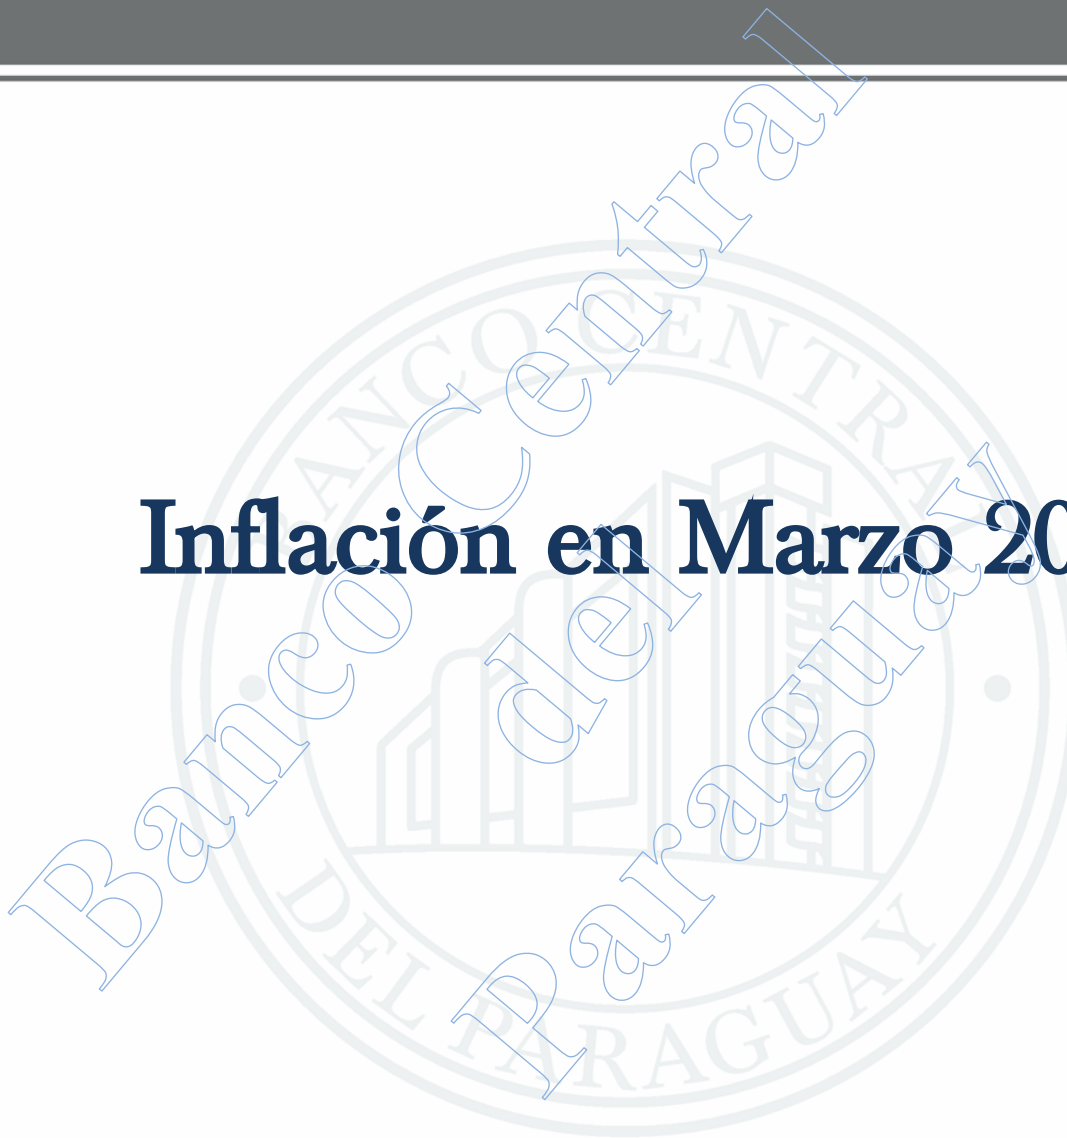 Inflación en Marzo 20
Banco Central
del
Paraguay
BANCO CENTRAL
DEL PARAGUAY